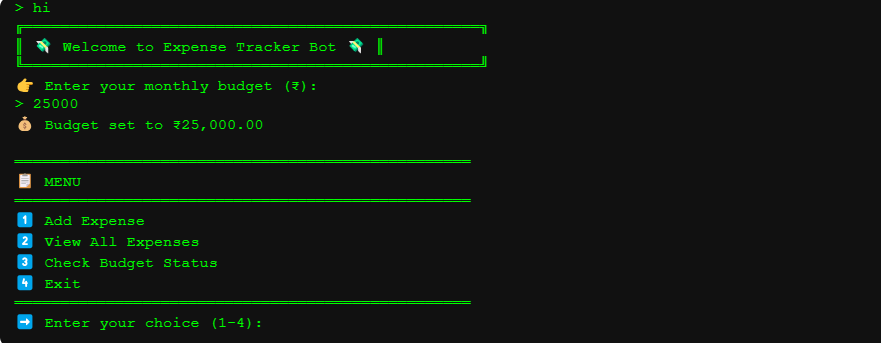 > hi
║ 💸 Welcome to Expense Tracker Bot 💸 ║
👉 Enter your monthly budget (₹):
> 25000
💰 Budget set to ₹25,000.00
📋 MENU
1️⃣ Add Expense
2️⃣ View All Expenses
3️⃣ Check Budget Status
4️⃣ Exit
➡️ Enter your choice (1-4):